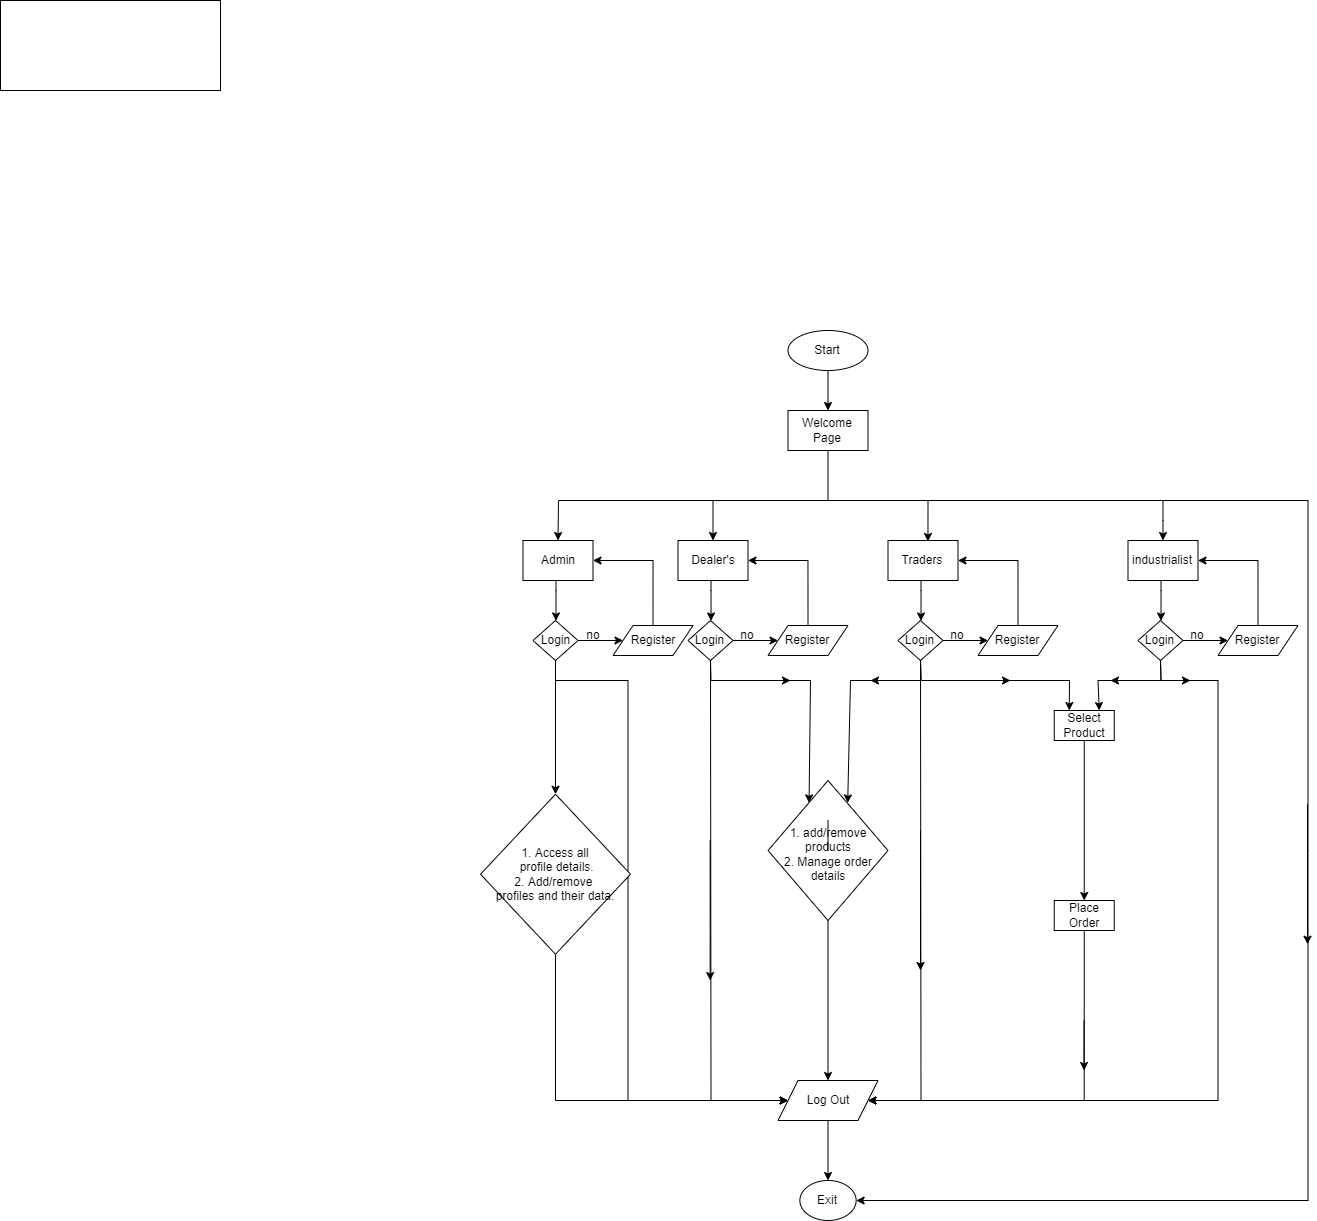 Start
Welcome
Page
Admin
Dealer's
Traders
industrialist
Login
no
Register
Login
no
Register
Login
no
Register
Login
no
Register
Select
Product
1. add/remove
products
2. Manage order
details
1. Access all
profile details.
2. Add/remove
profiles and their data.
Place
Order
Log Out
Exit